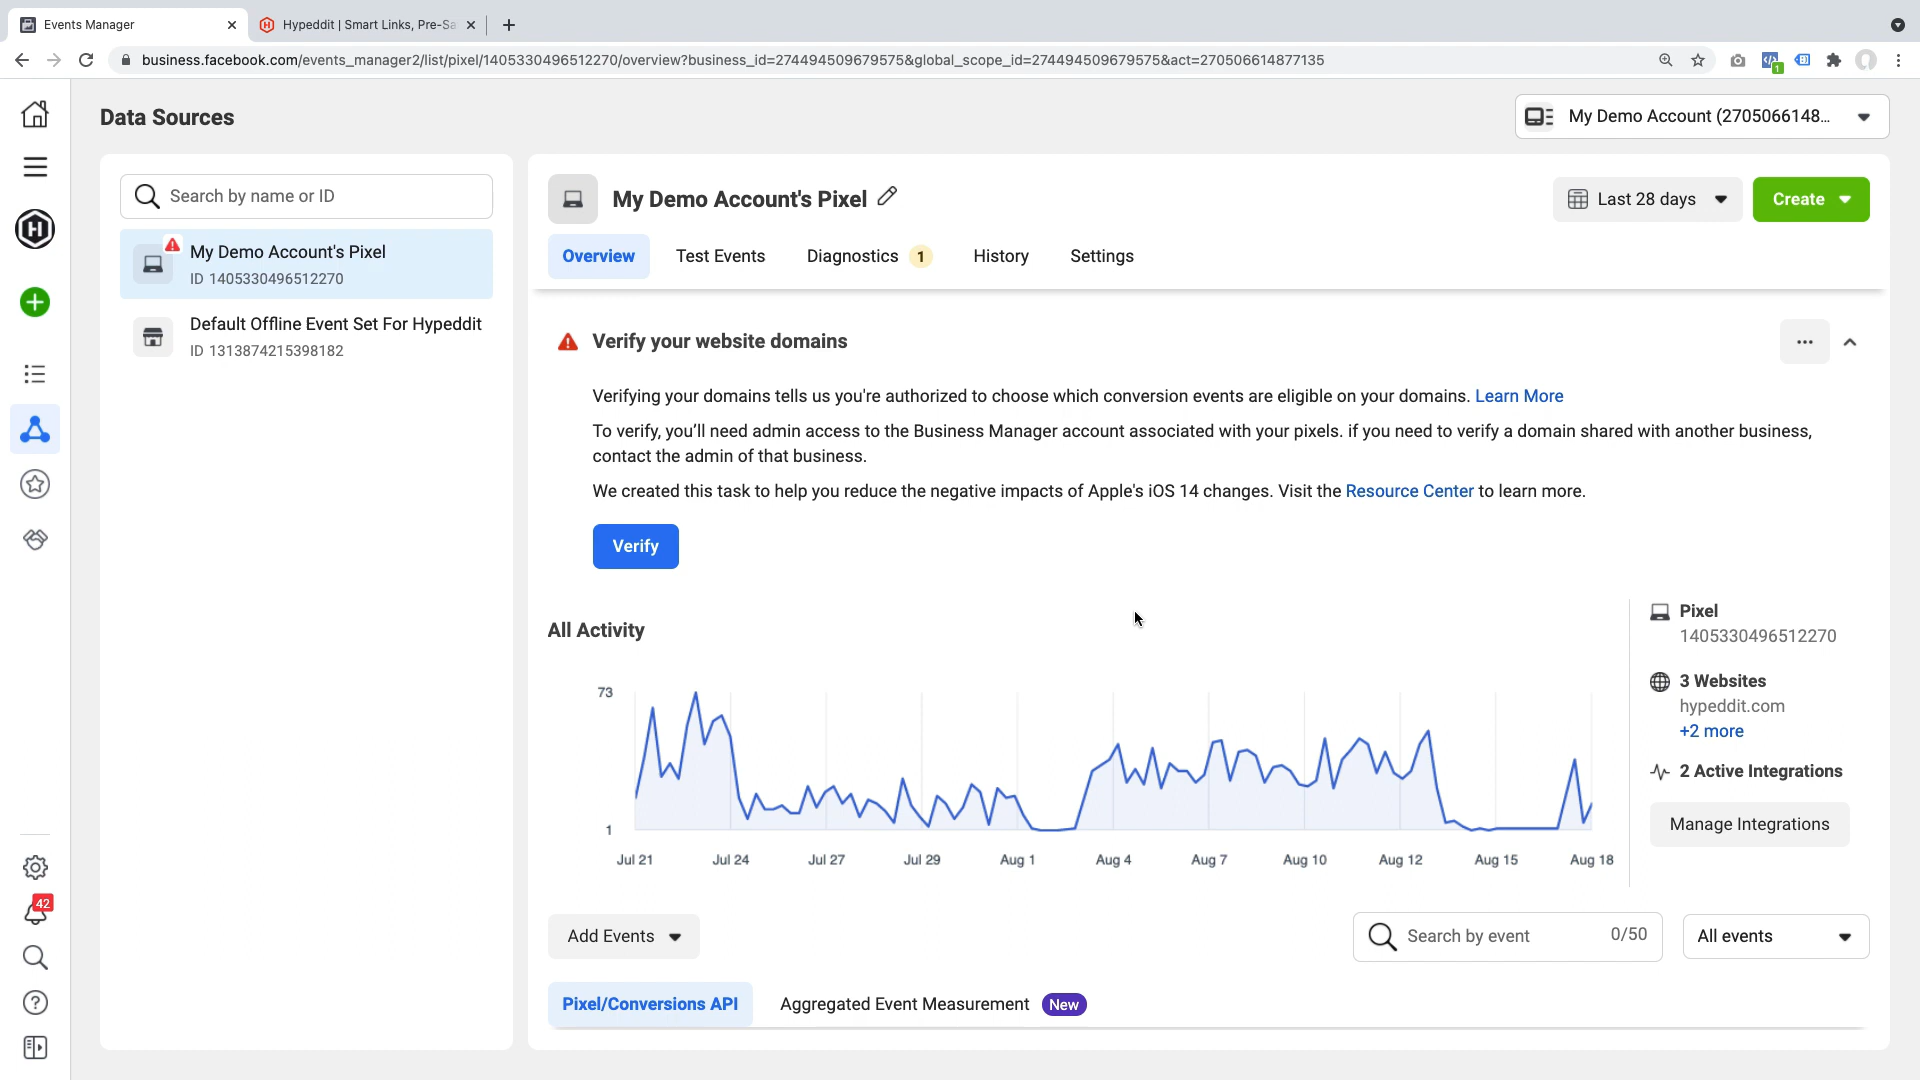 Events Manager
Hypeddit | Smart Links, Pre-Sa
business.facebook.com/events_manager2/list/pixel/1405330496512270/overview?business_id=274494509679575&global_scope_id=274494509679575&act=270506614877135
1
Data Sources
My Demo Account (2705066148...
Search by name or ID
My Demo Account's Pixel
ID 1405330496512270
Default Offline Event Set For Hypeddit
ID 1313874215398182
42
My Demo Account's Pixel
Last 28 days
Create
Overview
Test Events
Diagnostics 1
History
Settings
Verify your website domains
Verifying your domains tells us you're authorized to choose which conversion events are eligible on your domains. Learn More
To verify, you’ll need admin access to the Business Manager account associated with your pixels. if you need to verify a domain shared with another business,
contact the admin of that business.
We created this task to help you reduce the negative impacts of Apple's iOS 14 changes. Visit the Resource Center to learn more.
Verify
All Activity
73
1
Jul 21
Jul 24
Jul 27
Jul 29
Aug 1
Aug 4
Aug 7
Aug 10
Aug 12
Aug 15
Aug 18
Pixel
1405330496512270
3 Websites
hypeddit.com
+2 more
2 Active Integrations
Manage Integrations
Add Events
Search by event
0/50
All events
Pixel/Conversions API
Aggregated Event Measurement New